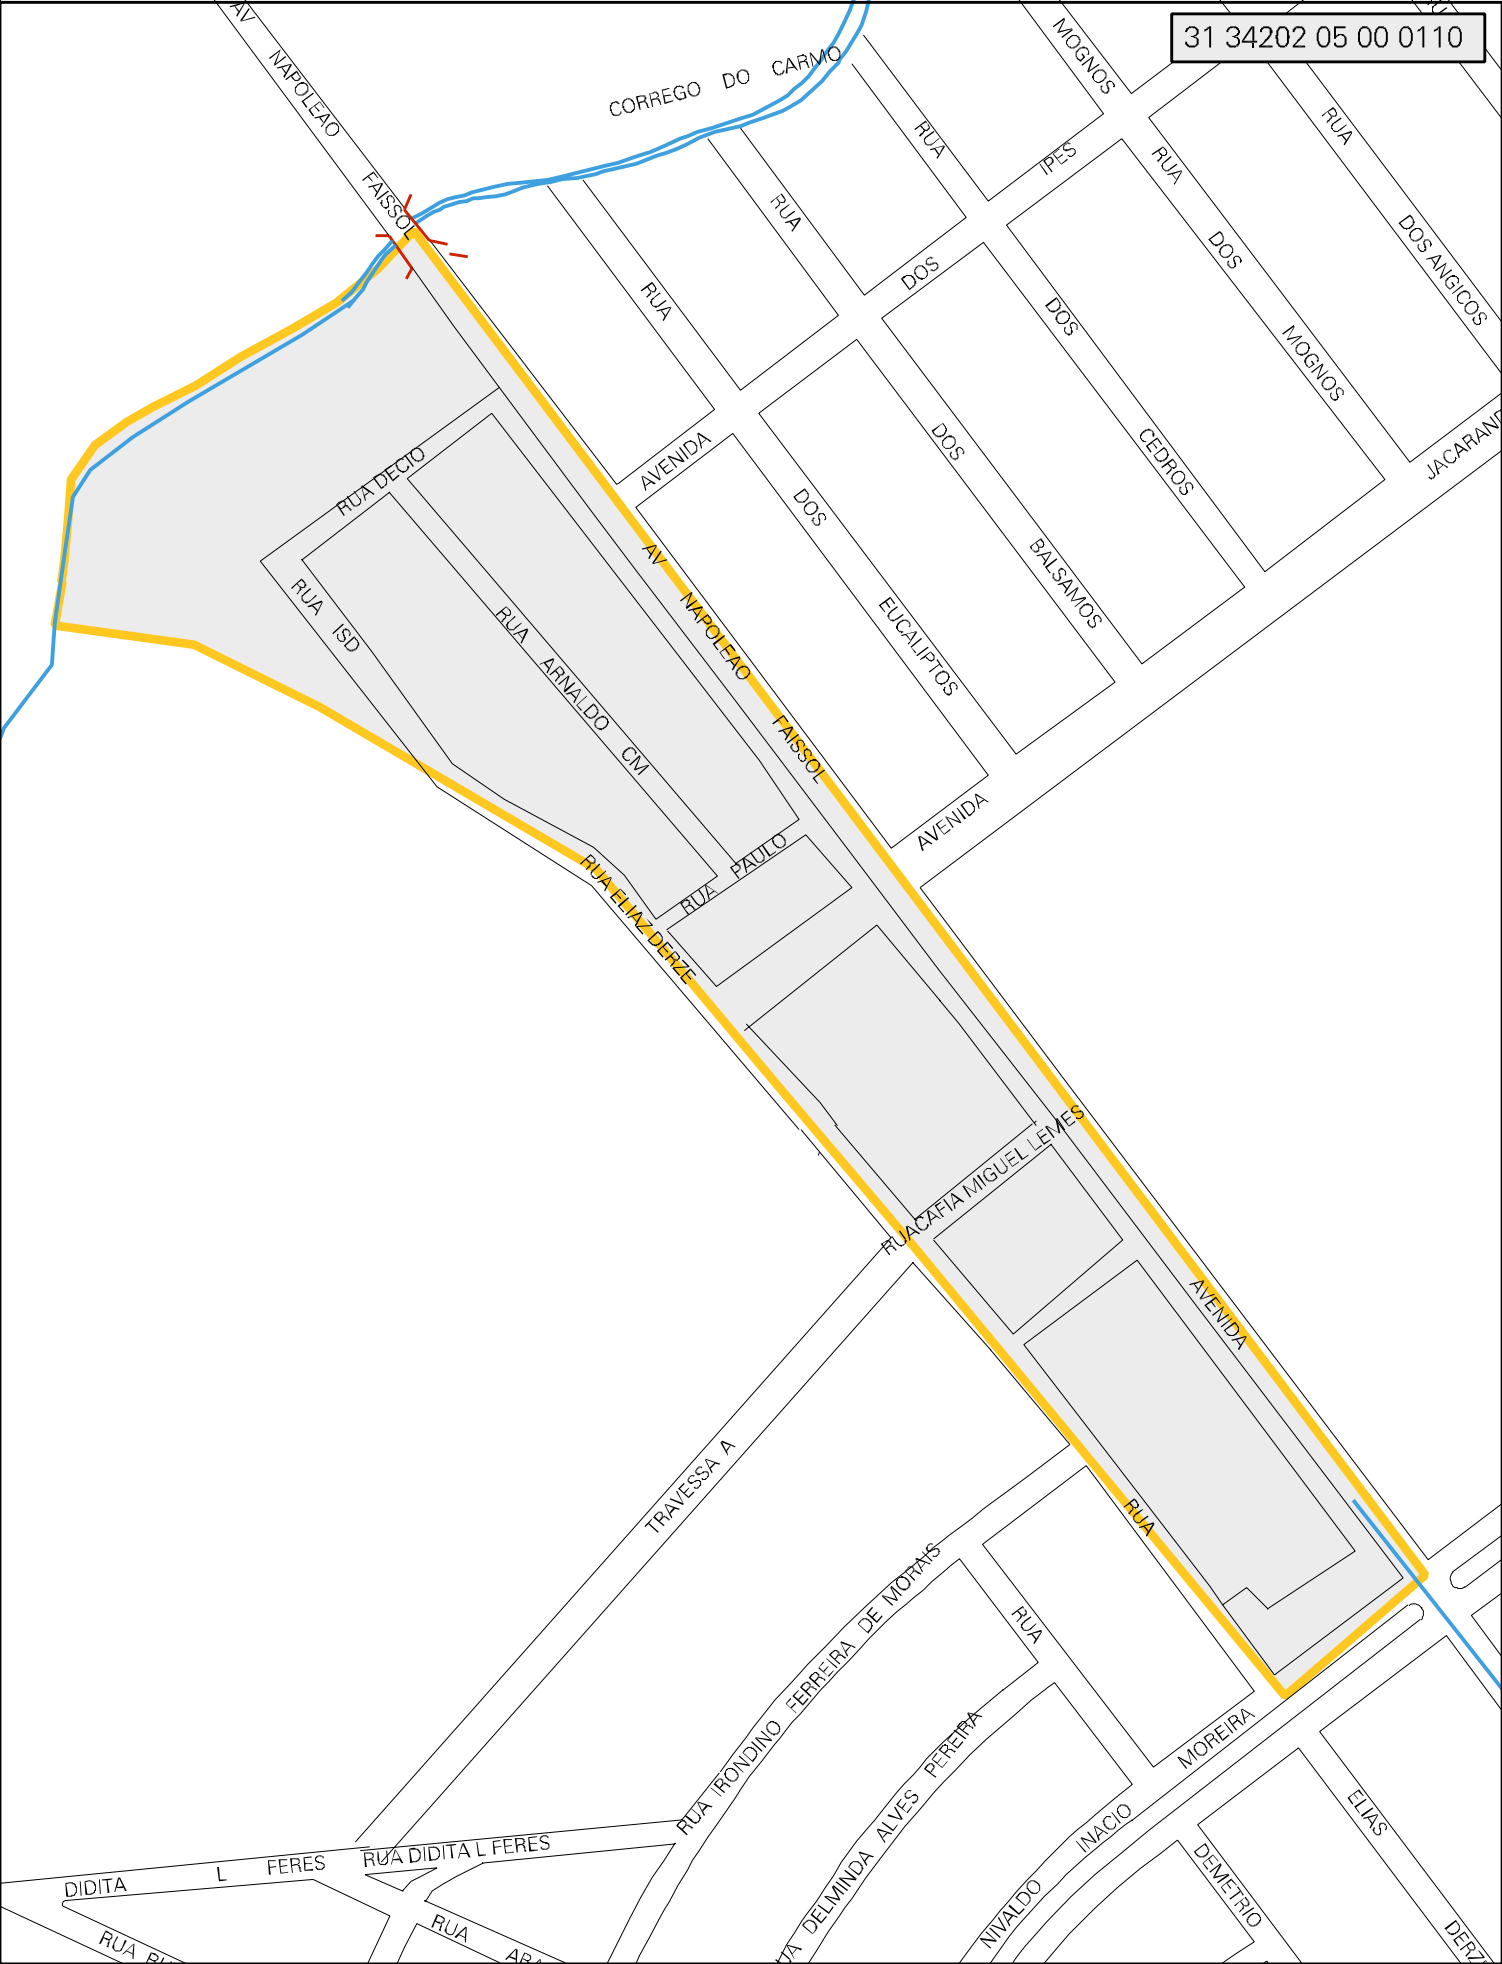 31 34202 05 00 0110
AV NAPOLEAO FAISSOL
CORREGO DO CARMO
MOGNOS
RUA
RUA
RUA
IPES
RUA DOS MOGNOS
RUA
DOS ANGICOS
DOS
AVENIDA
DOS CEDROS
DOS BALSAMOS
DOS EUCALIPTOS
AVENIDA
RUA DECIO
RUA ISD
RUA ARNALDO CM
AV NAPOLEAO FAISSOL
RUA PAULO
RUA ELIAZ DERZE
RUACAFIA MIGUEL LEMES
AVENIDA
TRAVESSA A
RUA
RUA IRONDINO FERREIRA DE MORAIS
RUA
DELMINDA ALVES PEREIRA
NIVALDO INACIO MOREIRA
ELIAS
DEMETRIO
DIDITA L FERES
RUA DIDITA L FERES
RUA
RUA